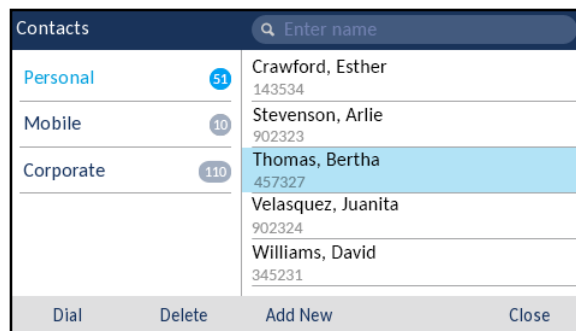 Contacts
Enter name
Personal 51
Mobile 10
Corporate 110
Crawford, Esther
143534
Stevenson, Arlie
902323
Thomas, Bertha
457327
Velasquez, Juanita
902324
Williams, David
345231
Dial Delete Add New Close